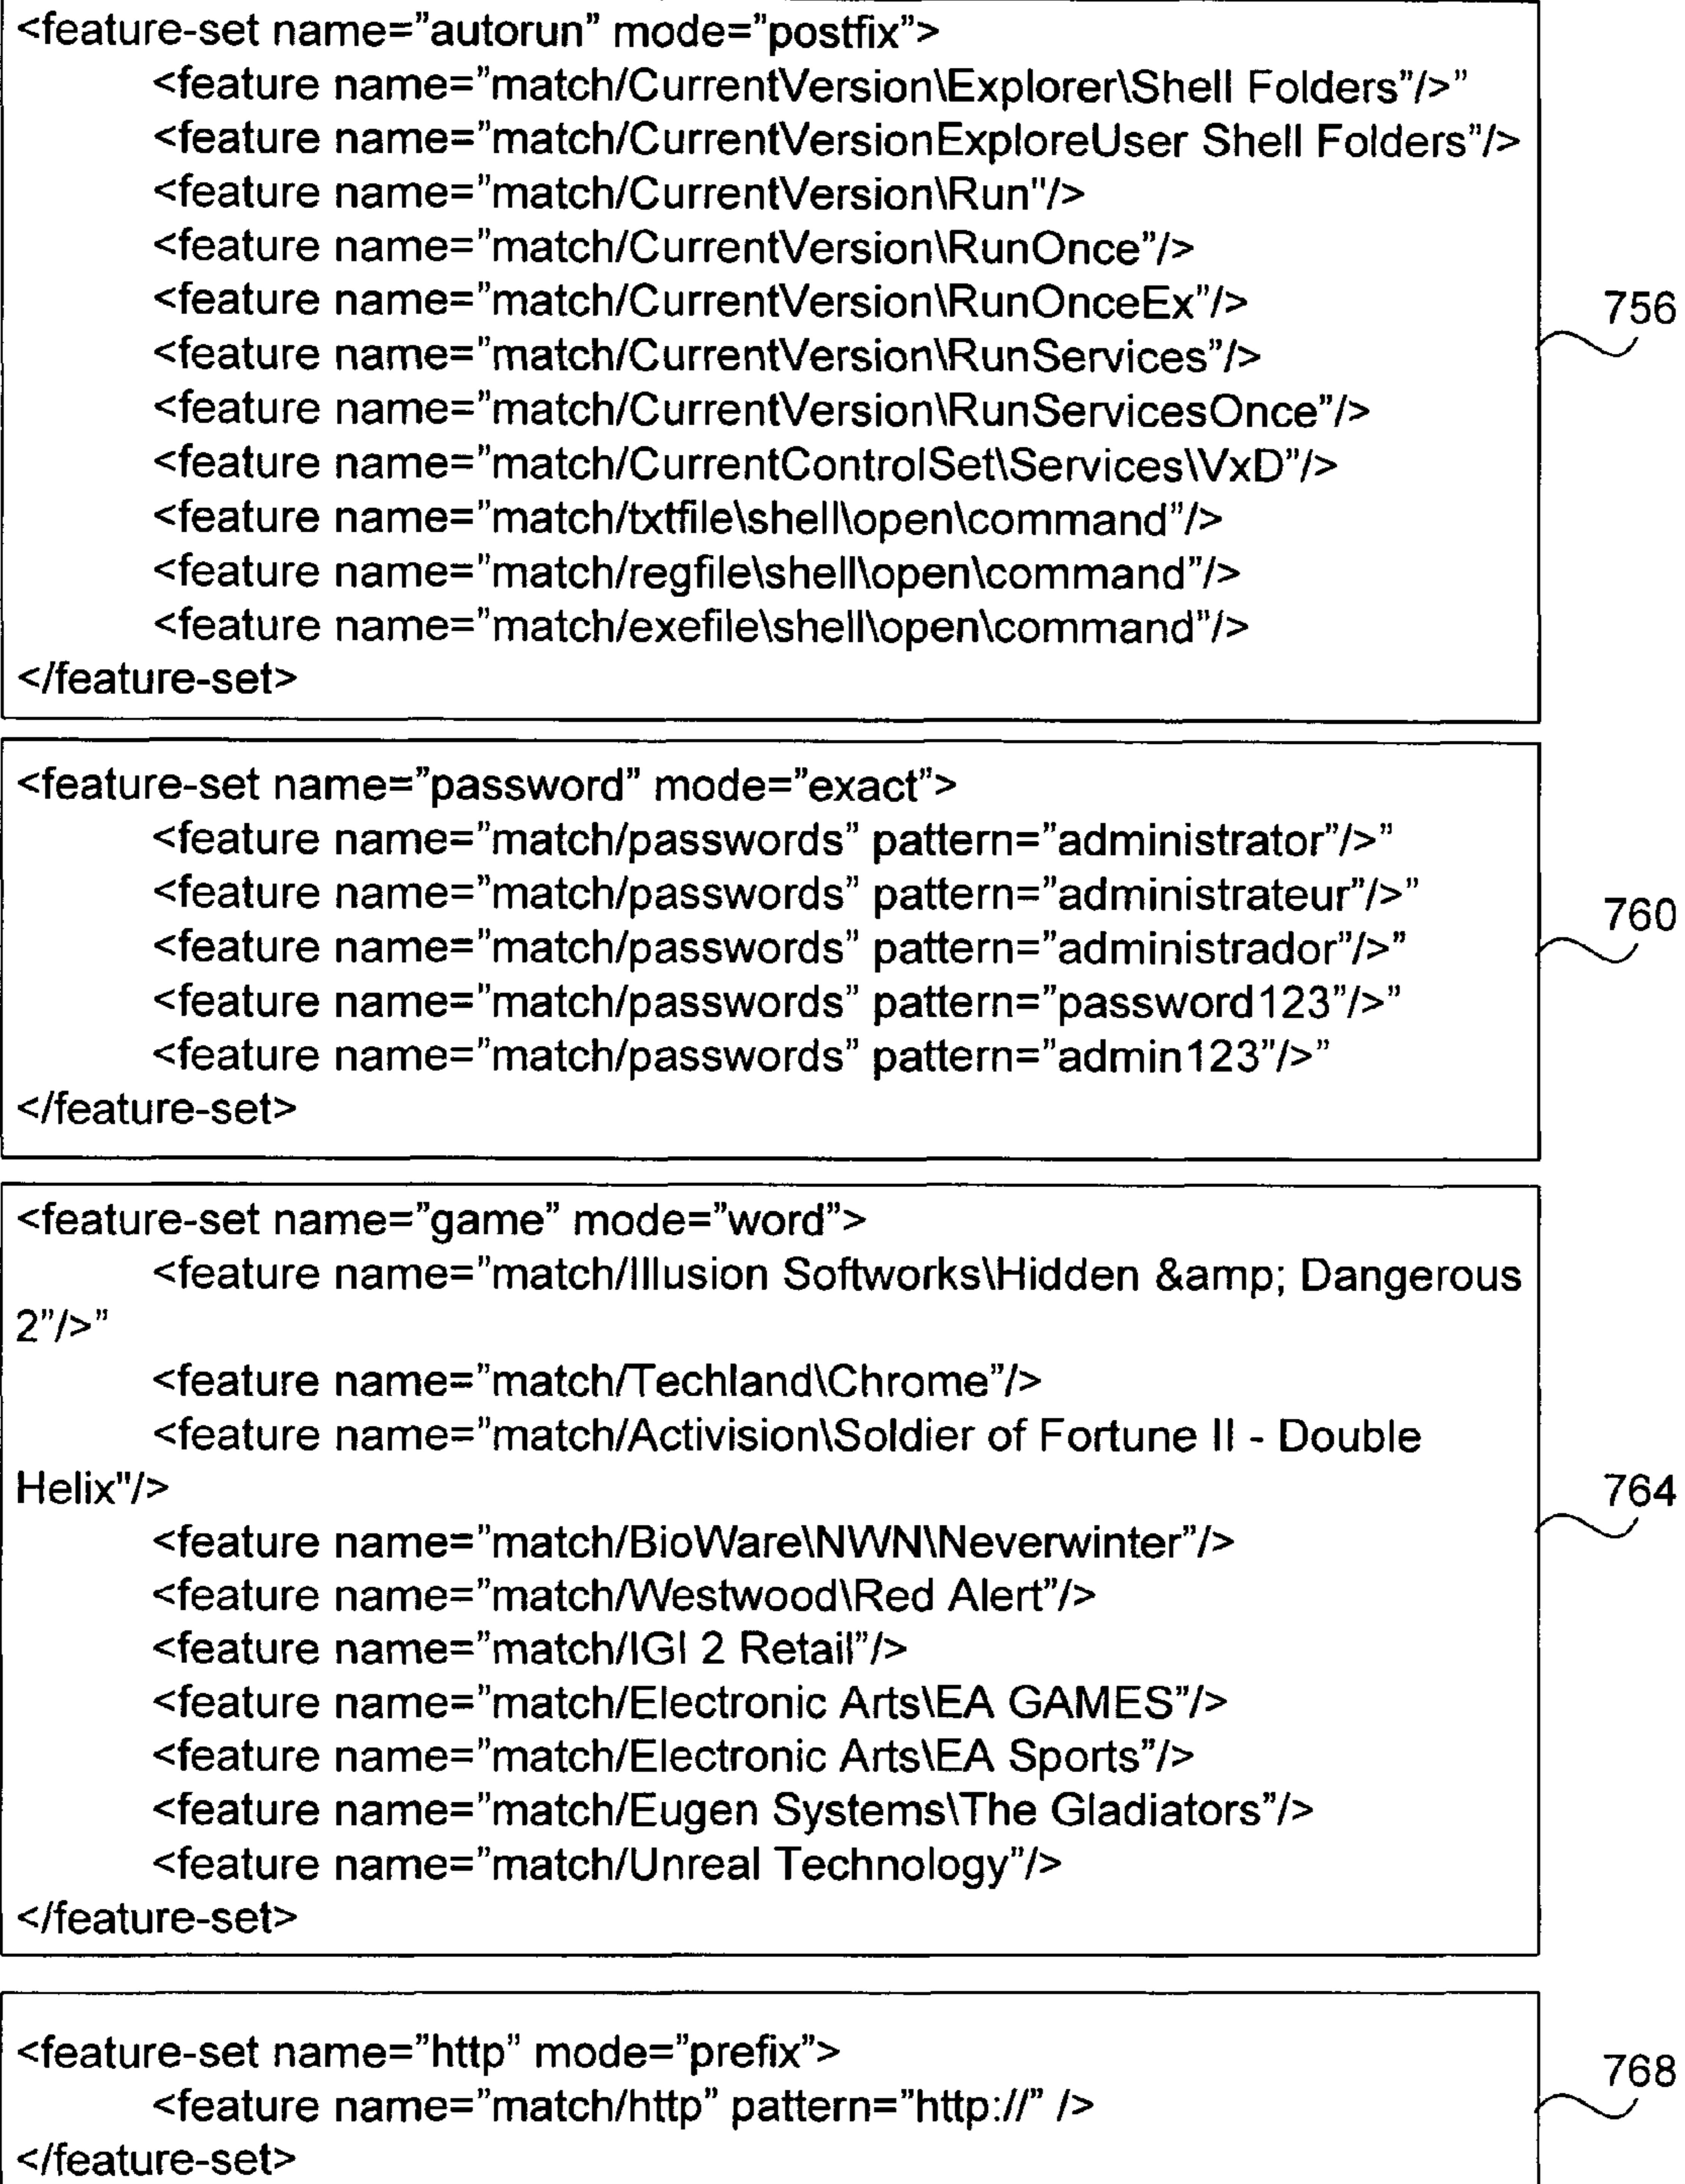 <feature-set name=”autorun” mode=”postfix”>
<feature name=”match/CurrentVersion\Explorer\Shell Folders”/>”
<feature name=”match/CurrentVersionExploreUser Shell Folders”/>
<feature name=”match/CurrentVersion\Run"/>
<feature name=”match/CurrentVersion\RunOnce”/>
<feature name=”match/CurrentVersion\RunOnceEx”/>
756
<feature name=”match/CurrentVersion\RunServices”/>
<feature name=”match/CurrentVersion\RunServicesOnce”/>
<feature name=”match/CurrentControlSet\Services\VxD”/>
<feature name=”match/txtfile\shell\open\command”/>
<feature name=”match/regfile\shell\open\command”/>
<feature name=”match/exefile\shell\open\command”/>
</feature-set>
<feature-set name=”password” mode=”exact”>
<feature name=”match/passwords” pattern=”administrator”/>”
<feature name=”match/passwords” pattern=”administrateur”/>”
760
<feature name=”match/passwords” pattern=”administrador”/>”
<feature name=”match/passwords” pattern=”password123”/>”
<feature name=”match/passwords” pattern=”admin123”/>”
</feature-set>
<feature-set name=”game” mode=”word”>
<feature name=”match/Illusion Softworks\Hidden &amp; Dangerous
2”/>”
<feature name=”match/Techland\Chrome”/>
<feature name=”match/Activision\Soldier of Fortune II - Double
Helix"/>
764
<feature name=”match/BioWare\NWN\Neverwinter”/>
<feature name=”match/Westwood\Red Alert”/>
<feature name=”match/IGI 2 Retail”/>
<feature name=”match/Electronic Arts\EA GAMES”/>
<feature name=”match/Electronic Arts\EA Sports”/>
<feature name=”match/Eugen Systems\The Gladiators”/>
<feature name=”match/Unreal Technology”/>
</feature-set>
<feature-set name=”http” mode=”prefix”>
768
<feature name=”match/http” pattern=”http://” />
</feature-set>